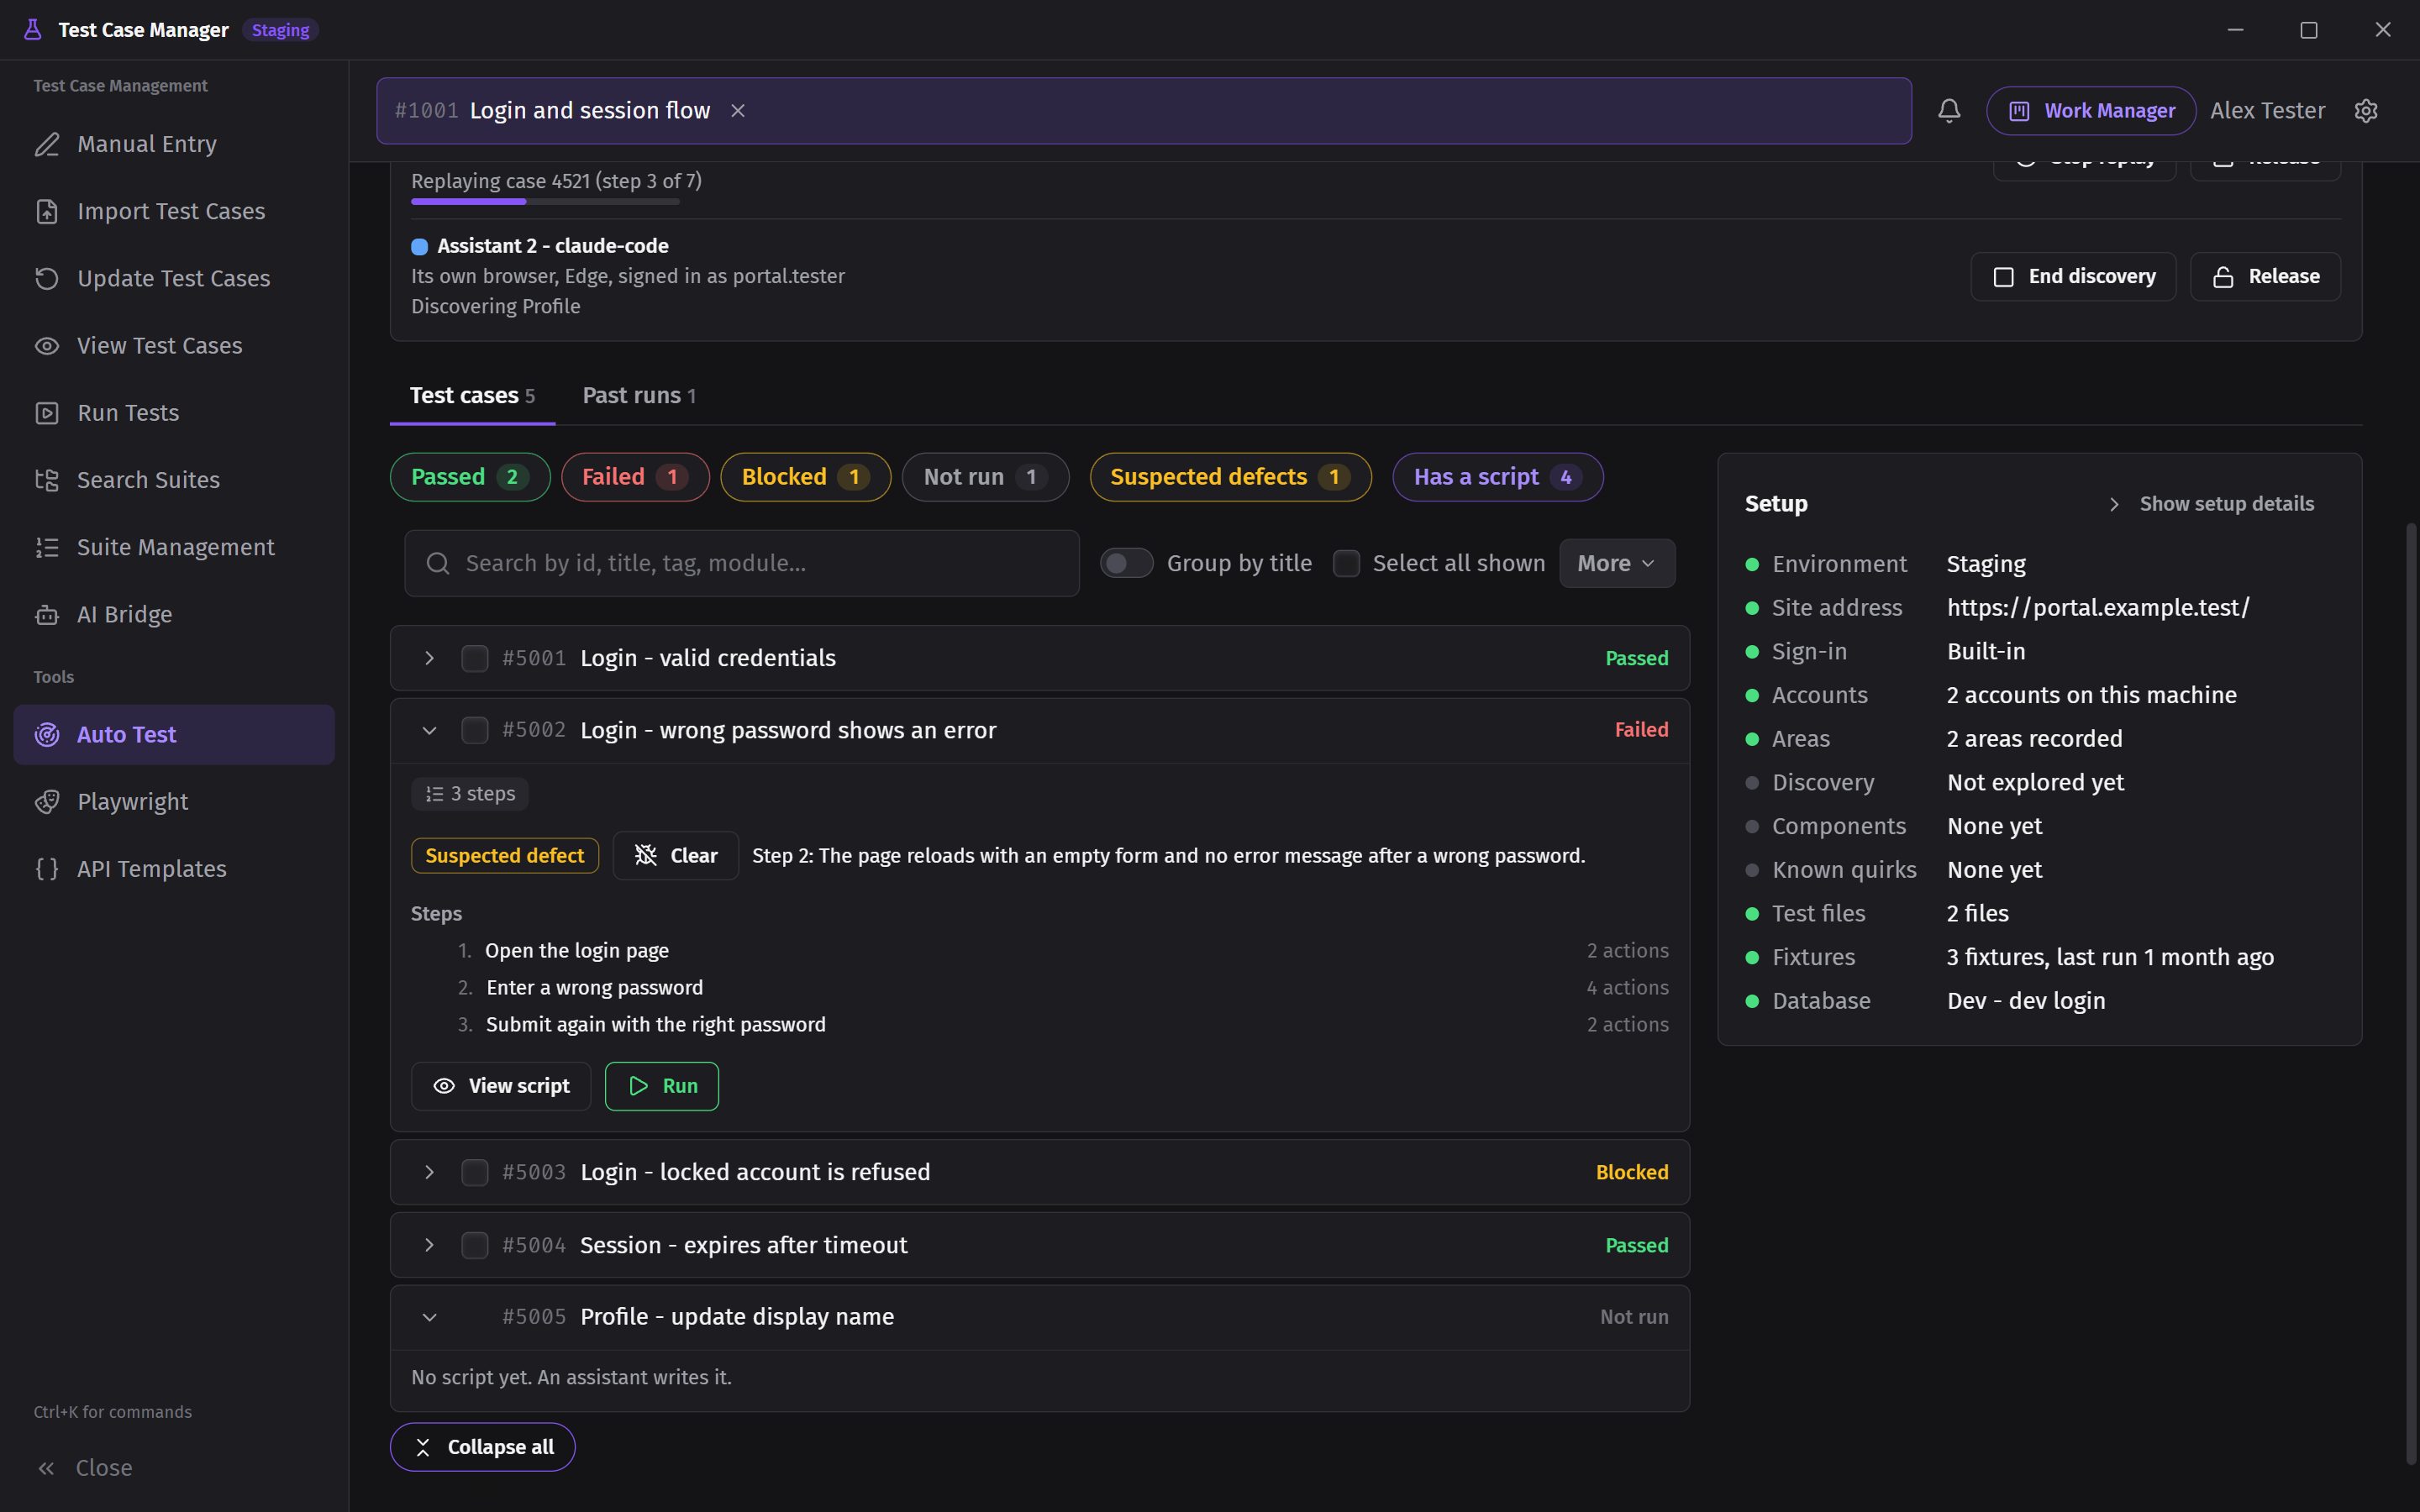 Test Case Manager Staging
Test Case Management
Manual Entry
Import Test Cases
Update Test Cases
View Test Cases
Run Tests
Search Suites
Suite Management
AI Bridge
Tools
Auto Test
Playwright
API Templates
Ctrl+K for commands
Close
#1001 Login and session flow
Work Manager
Alex Tester
Stop replay
Release
Replaying case 4521 (step 3 of 7)
Assistant 2 - claude-code
Its own browser, Edge, signed in as portal.tester
Discovering Profile
End discovery
Release
Test cases 5
Past runs 1
Passed 2
Failed 1
Blocked 1
Not run 1
Suspected defects 1
Has a script 4
Search by id, title, tag, module...
Group by title
Select all shown
More
#5001 Login - valid credentials Passed
#5002 Login - wrong password shows an error Failed
3 steps
Suspected defect Clear Step 2: The page reloads with an empty form and no error message after a wrong password.
Steps
1. Open the login page 2 actions
2. Enter a wrong password 4 actions
3. Submit again with the right password 2 actions
View script
Run
#5003 Login - locked account is refused Blocked
#5004 Session - expires after timeout Passed
#5005 Profile - update display name Not run
No script yet. An assistant writes it.
Collapse all
Setup
Show setup details
Environment Staging
Site address https://portal.example.test/
Sign-in Built-in
Accounts 2 accounts on this machine
Areas 2 areas recorded
Discovery Not explored yet
Components None yet
Known quirks None yet
Test files 2 files
Fixtures 3 fixtures, last run 1 month ago
Database Dev - dev login